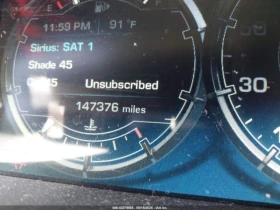 E
11:59 PM 91°F
Sirius: SAT 1
Shade 45
Unsubscribed
147376 miles
30